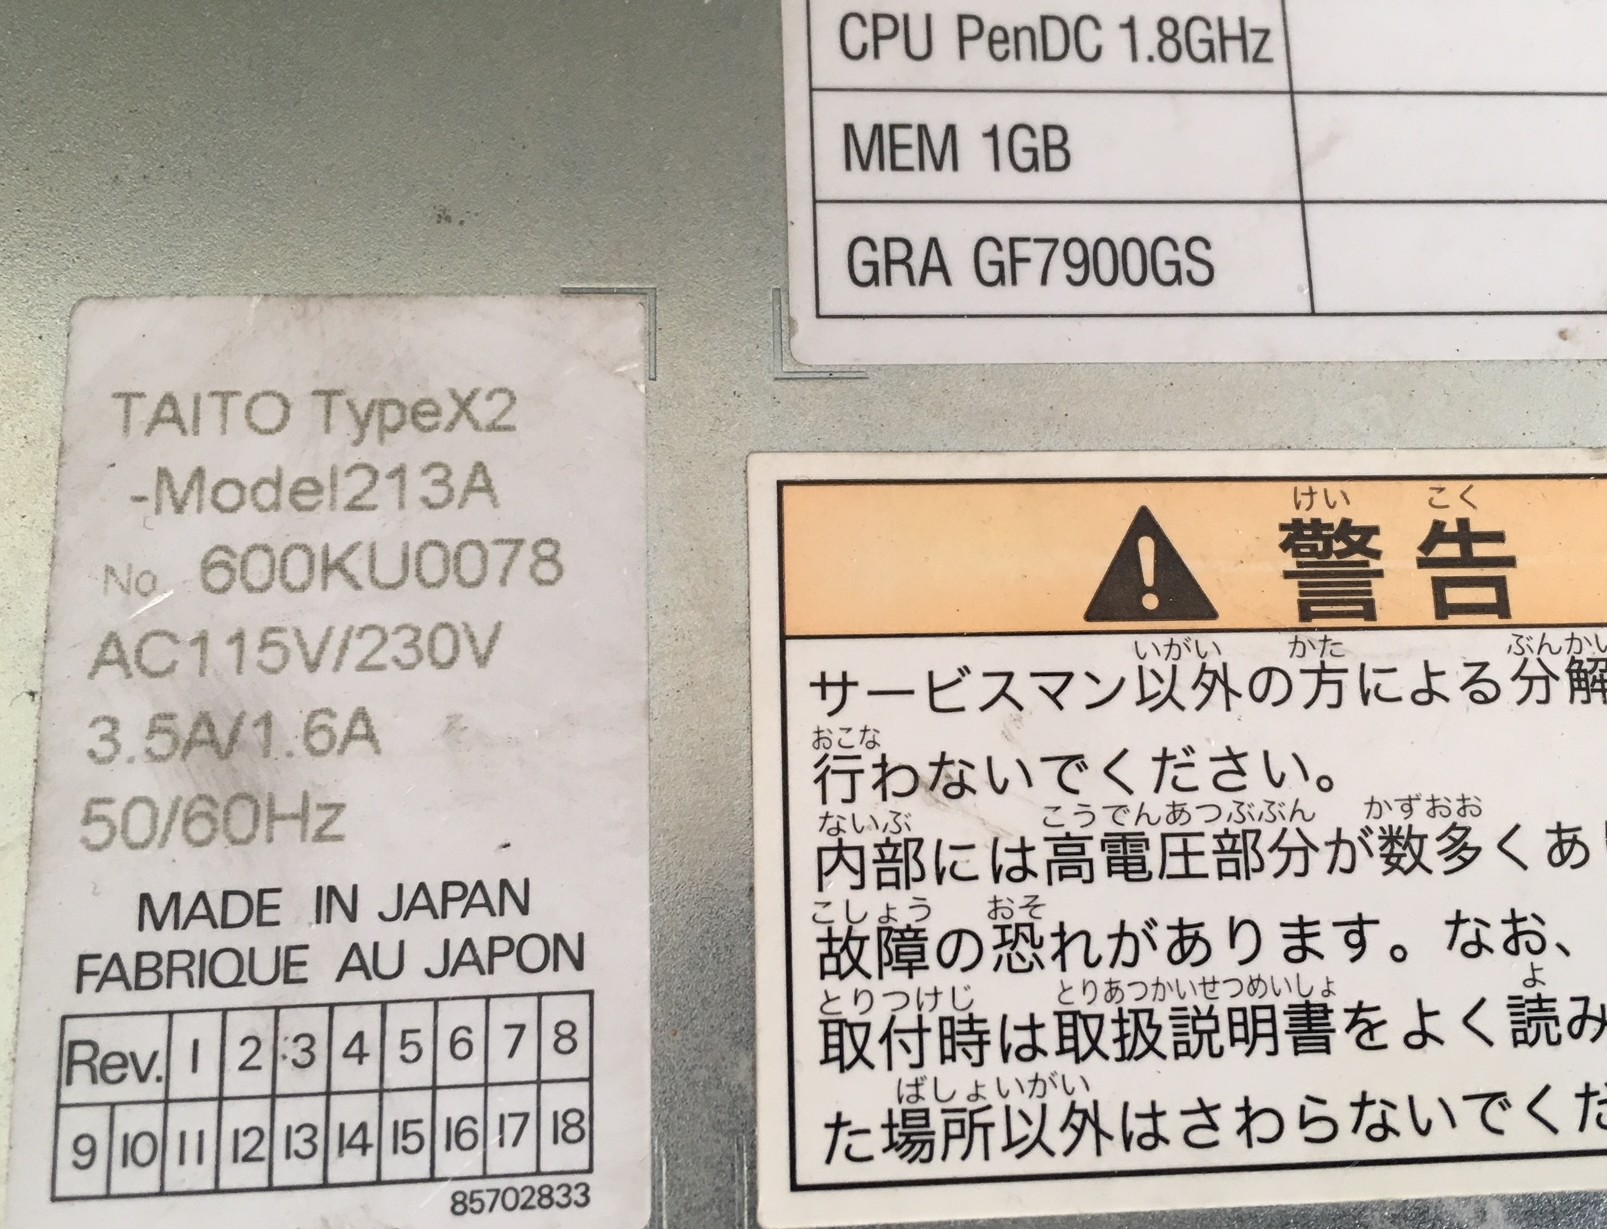 CPU PenDC 1.8GHz
MEM 1GB
GRA GF7900GS
TAITO TypeX2
-Model213A
No. 600KU0078
AC115V/230V
3.5A/1.6A
50/60Hz
MADE IN JAPAN
FABRIQUE AU JAPON
Rev. 1 2 3 4 5 6 7 8
9 10 11 12 13 14 15 16 17 18
85702833
けい こく
警告
いがい かた ぶんかい
サービスマン以外の方による分解
おこな
行わないでください。
ないぶ こうでんあつぶぶん かずおお
内部には高電圧部分が数多くあり
こしょう おそ
故障の恐れがあります。なお、
とりつけじ とりあつかいせつめいしょ よ
取付時は取扱説明書をよく読み
ばしょいがい
た場所以外はさわらないでくだ